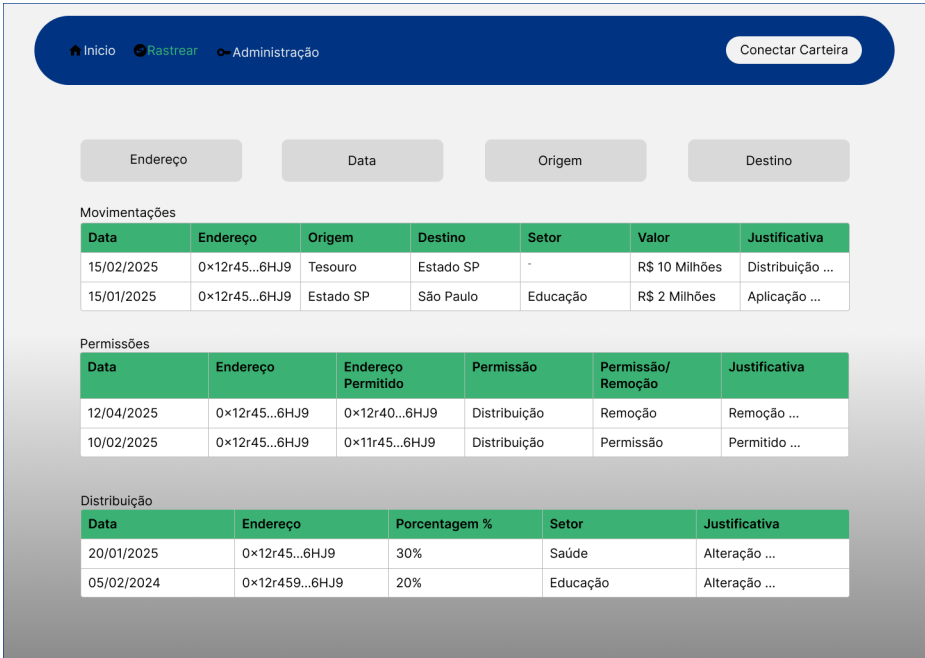 Inicio Rastrear Administração Conectar Carteira
Endereço Data Origem Destino
Movimentações
Data Endereço Origem Destino Setor Valor Justificativa
15/02/2025 0×12r45...6HJ9 Tesouro Estado SP - R$ 10 Milhões Distribuição ...
15/01/2025 0×12r45...6HJ9 Estado SP São Paulo Educação R$ 2 Milhões Aplicação ...
Permissões
Data Endereço Endereço Permissão Permissão/ Justificativa
Permitido Remoção
12/04/2025 0×12r45...6HJ9 0×12r40...6HJ9 Distribuição Remoção Remoção ...
10/02/2025 0×12r45...6HJ9 0×11r45...6HJ9 Distribuição Permissão Permitido ...
Distribuição
Data Endereço Porcentagem % Setor Justificativa
20/01/2025 0×12r45...6HJ9 30% Saúde Alteração ...
05/02/2024 0×12r459...6HJ9 20% Educação Alteração ...